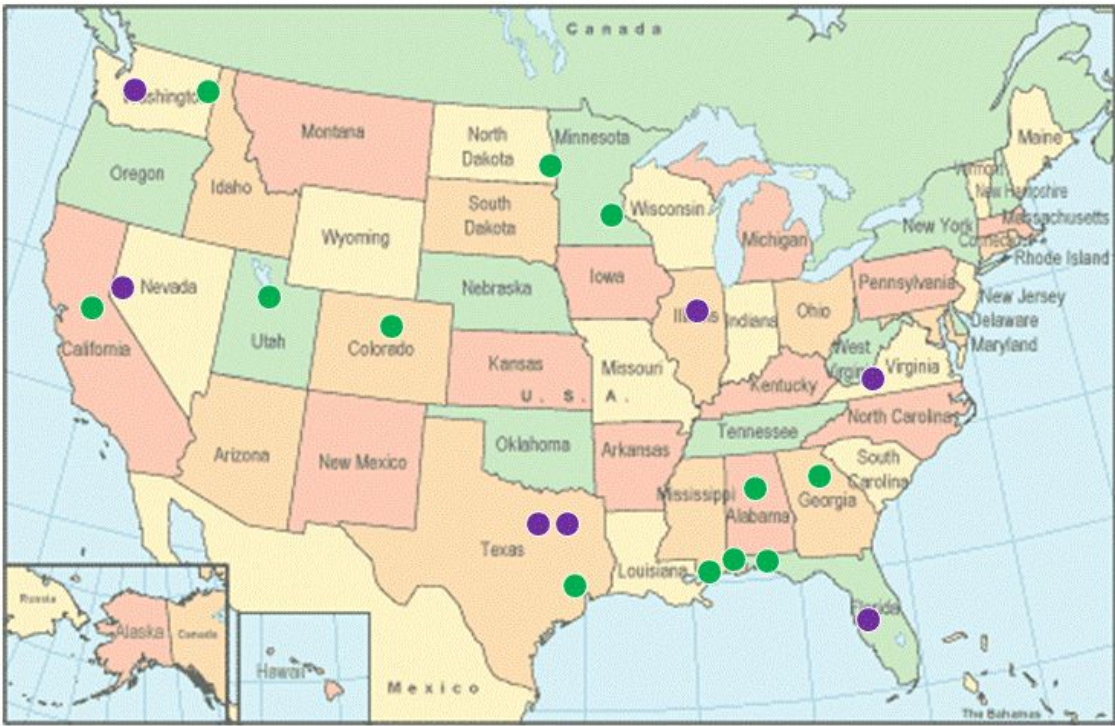 Canada
Washington
Montana
North
Dakota
Minnesota
Maine
Oregon
Idaho
South
Dakota
Wisconsin
Vermont
New Hampshire
Wyoming
Michigan
New York
Massachusetts
Rhode Island
Nevada
Nebraska
Iowa
Pennsylvania
New Jersey
Utah
Colorado
Indiana
Ohio
Delaware
Maryland
California
Kansas
Missouri
West
Virginia
Virginia
Kentucky
U. S. A.
Arizona
New Mexico
Oklahoma
Arkansas
Tennessee
North Carolina
South
Carolina
Mississippi
Alabama
Georgia
Texas
Louisiana
Florida
Russia
Alaska
Canada
Hawaii
Mexico
The Bahamas